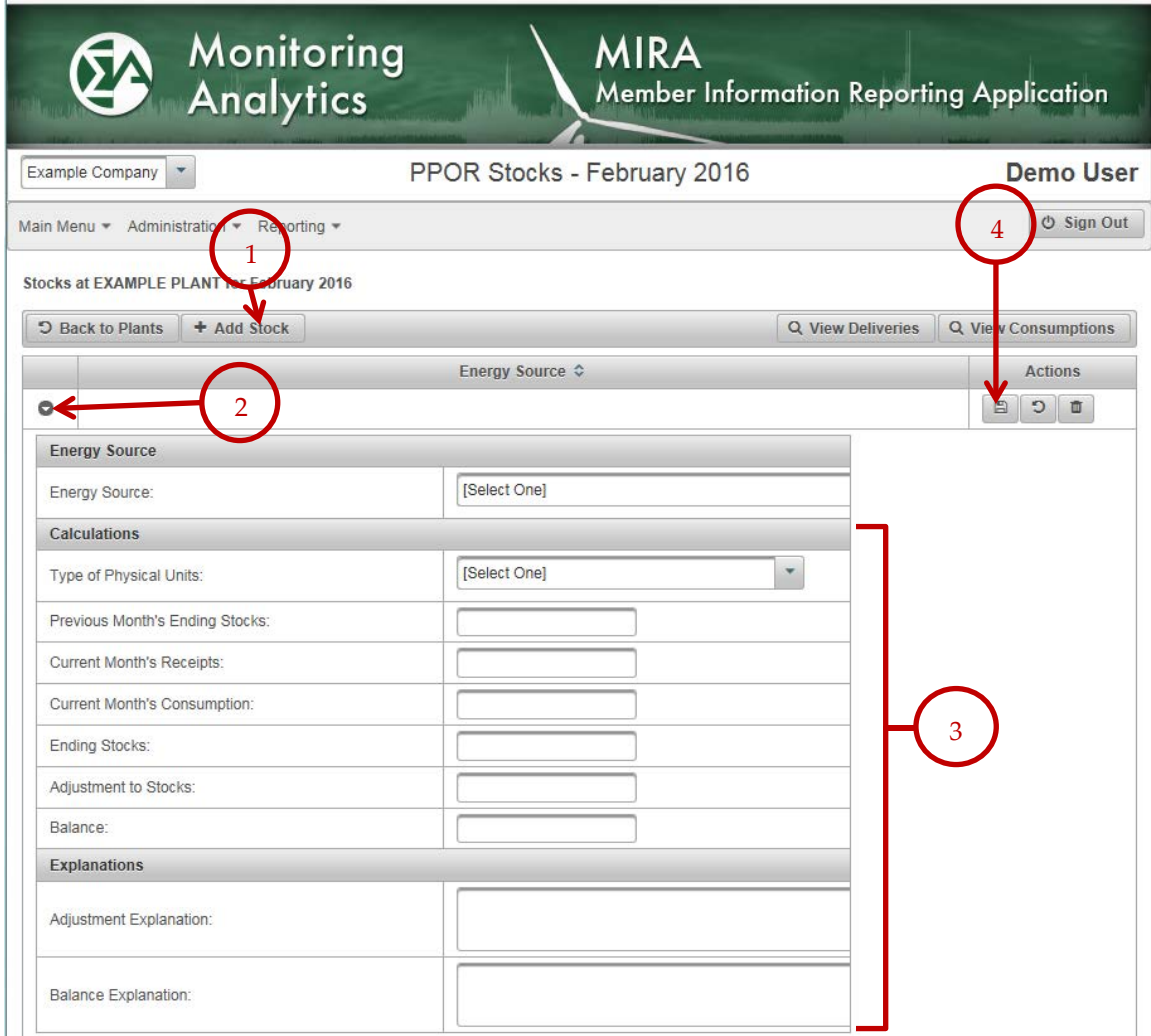 Monitoring
Analytics
MIRA
Member Information Reporting Application
Example Company
PPOR Stocks - February 2016
Demo User
Main Menu Administration Reporting
Sign Out
1
4
Stocks at EXAMPLE PLANT for February 2016
Back to Plants
Add Stock
View Deliveries
View Consumptions
Energy Source
Actions
2
Energy Source
Energy Source:
[Select One]
Calculations
Type of Physical Units:
[Select One]
Previous Month's Ending Stocks:
Current Month's Receipts:
Current Month's Consumption:
3
Ending Stocks:
Adjustment to Stocks:
Balance:
Explanations
Adjustment Explanation:
Balance Explanation: